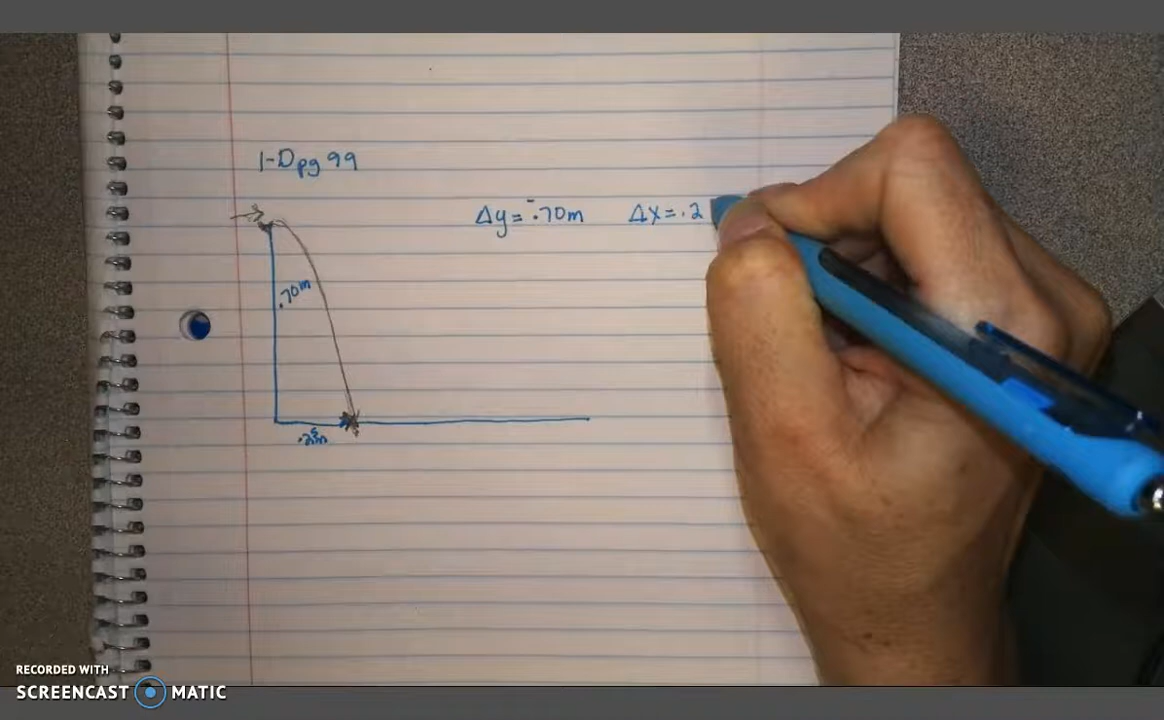 1-D pg 99
Δy = -.70m Δx = .2
.70m
.25m
RECORDED WITH
SCREENCAST MATIC